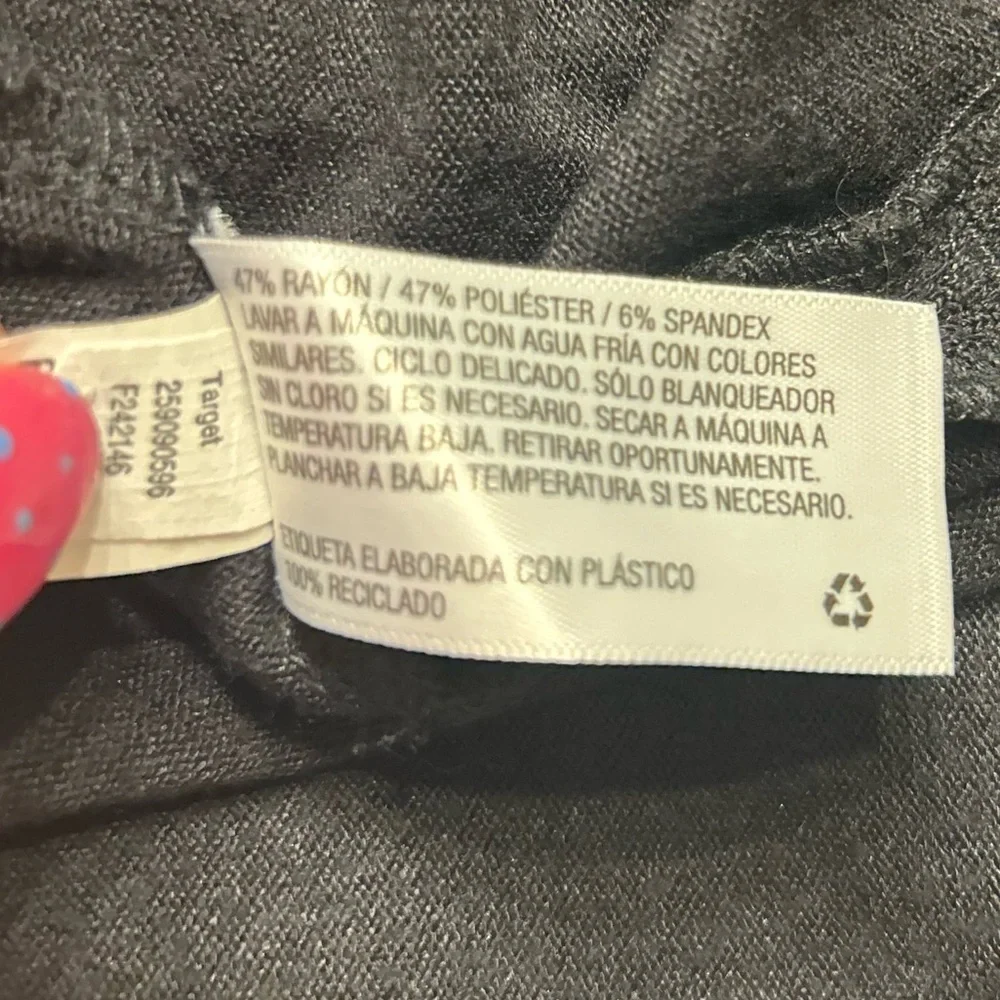 47% RAYÓN / 47% POLIÉSTER / 6% SPANDEX
LAVAR A MÁQUINA CON AGUA FRÍA CON COLORES
SIMILARES. CICLO DELICADO. SÓLO BLANQUEADOR
SIN CLORO SI ES NECESARIO. SECAR A MÁQUINA A
TEMPERATURA BAJA. RETIRAR OPORTUNAMENTE.
PLANCHAR A BAJA TEMPERATURA SI ES NECESARIO.
ETIQUETA ELABORADA CON PLÁSTICO
100% RECICLADO
Target
259090596
F242146